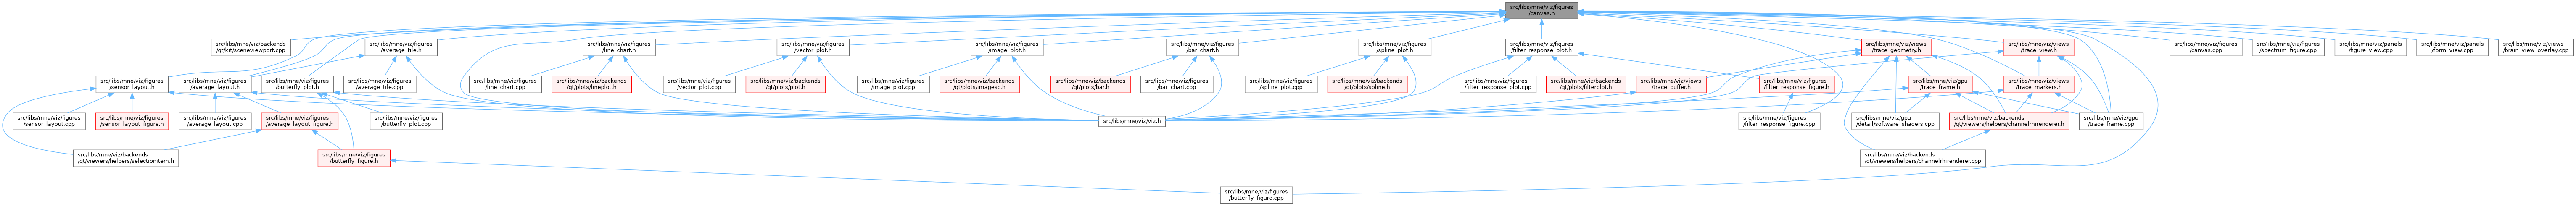 src/libs/mne/viz/figures
/canvas.h
src/libs/mne/viz/backends
/qt/kit/sceneviewport.cpp
src/libs/mne/viz/figures
/average_tile.h
src/libs/mne/viz/figures
/line_chart.h
src/libs/mne/viz/figures
/vector_plot.h
src/libs/mne/viz/figures
/image_plot.h
src/libs/mne/viz/figures
/bar_chart.h
src/libs/mne/viz/figures
/spline_plot.h
src/libs/mne/viz/figures
/filter_response_plot.h
src/libs/mne/viz/views
/trace_geometry.h
src/libs/mne/viz/views
/trace_view.h
src/libs/mne/viz/figures
/canvas.cpp
src/libs/mne/viz/figures
/spectrum_figure.cpp
src/libs/mne/viz/panels
/figure_view.cpp
src/libs/mne/viz/panels
/form_view.cpp
src/libs/mne/viz/views
/brain_view_overlay.cpp
src/libs/mne/viz/figures
/sensor_layout.h
src/libs/mne/viz/figures
/average_layout.h
src/libs/mne/viz/figures
/butterfly_plot.h
src/libs/mne/viz/figures
/average_tile.cpp
src/libs/mne/viz/figures
/line_chart.cpp
src/libs/mne/viz/backends
/qt/plots/lineplot.h
src/libs/mne/viz/figures
/vector_plot.cpp
src/libs/mne/viz/backends
/qt/plots/plot.h
src/libs/mne/viz/figures
/image_plot.cpp
src/libs/mne/viz/backends
/qt/plots/imagesc.h
src/libs/mne/viz/backends
/qt/plots/bar.h
src/libs/mne/viz/figures
/bar_chart.cpp
src/libs/mne/viz/figures
/spline_plot.cpp
src/libs/mne/viz/backends
/qt/plots/spline.h
src/libs/mne/viz/figures
/filter_response_plot.cpp
src/libs/mne/viz/backends
/qt/plots/filterplot.h
src/libs/mne/viz/views
/trace_buffer.h
src/libs/mne/viz/figures
/filter_response_figure.h
src/libs/mne/viz/gpu
/trace_frame.h
src/libs/mne/viz/views
/trace_markers.h
src/libs/mne/viz/figures
/sensor_layout.cpp
src/libs/mne/viz/figures
/sensor_layout_figure.h
src/libs/mne/viz/figures
/average_layout.cpp
src/libs/mne/viz/figures
/average_layout_figure.h
src/libs/mne/viz/figures
/butterfly_plot.cpp
src/libs/mne/viz/viz.h
src/libs/mne/viz/figures
/filter_response_figure.cpp
src/libs/mne/viz/gpu
/detail/software_shaders.cpp
src/libs/mne/viz/backends
/qt/viewers/helpers/channelrhirenderer.h
src/libs/mne/viz/gpu
/trace_frame.cpp
src/libs/mne/viz/backends
/qt/viewers/helpers/selectionitem.h
src/libs/mne/viz/figures
/butterfly_figure.h
src/libs/mne/viz/backends
/qt/viewers/helpers/channelrhirenderer.cpp
src/libs/mne/viz/figures
/butterfly_figure.cpp